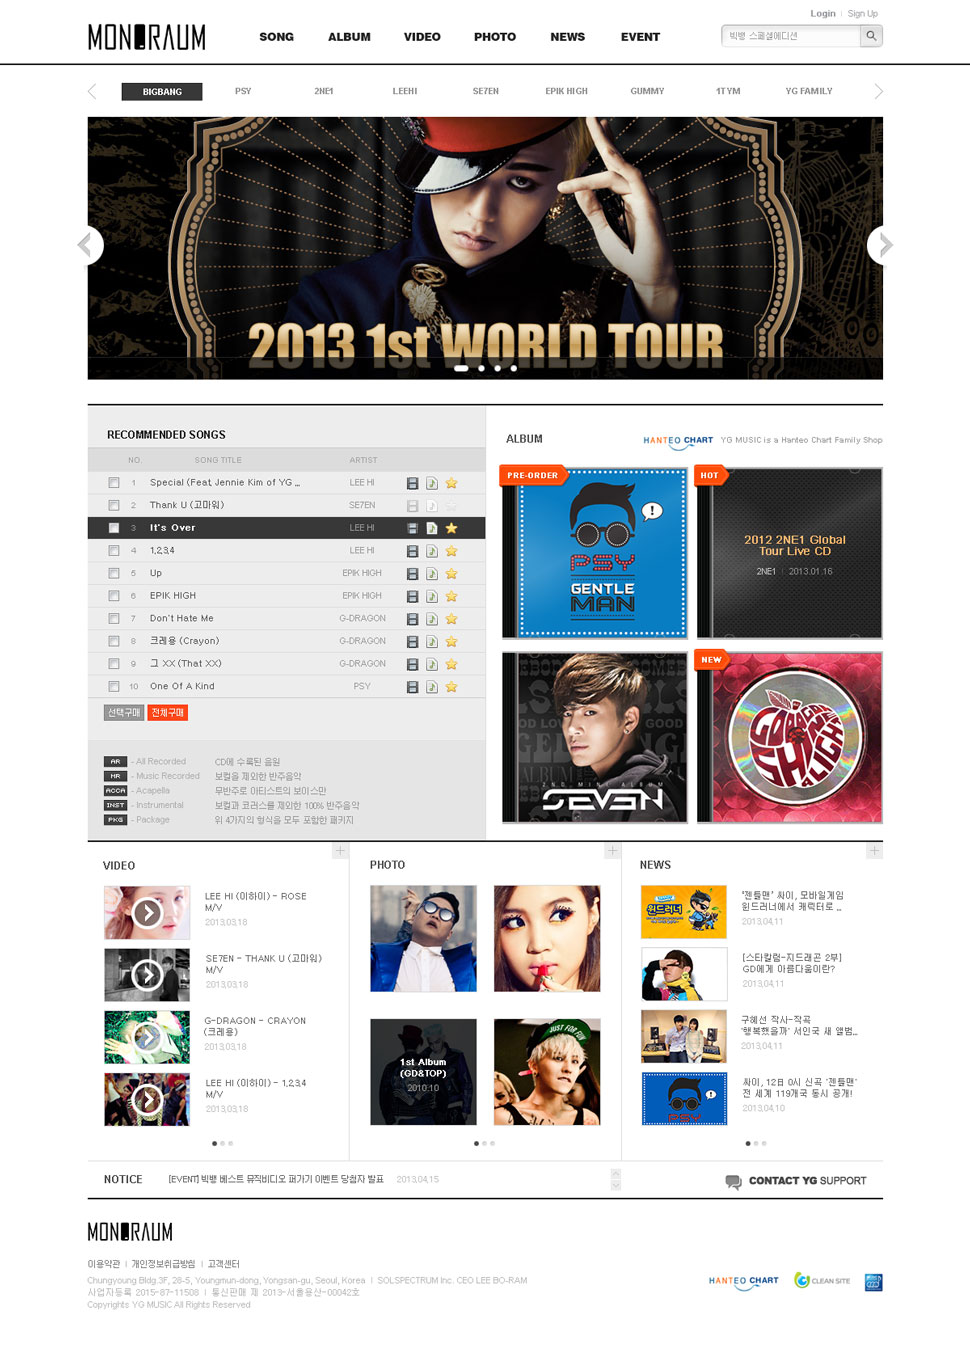 Login | Sign Up
MONORAUM
SONG ALBUM VIDEO PHOTO NEWS EVENT
빅뱅 스페셜에디션
BIGBANG PSY 2NE1 LEEHI SE7EN EPIK HIGH GUMMY 1TYM YG FAMILY
2013 1st WORLD TOUR
RECOMMENDED SONGS
NO. SONG TITLE ARTIST
1 Special (Feat. Jennie Kim of YG ... LEE HI
2 Thank U (고마워) SE7EN
3 It's Over LEE HI
4 1,2,3,4 LEE HI
5 Up EPIK HIGH
6 EPIK HIGH EPIK HIGH
7 Don't Hate Me G-DRAGON
8 크레용 (Crayon) G-DRAGON
9 그 XX (That XX) G-DRAGON
10 One Of A Kind PSY
선택구매 전체구매
AR - All Recorded CD에 수록된 음원
MR - Music Recorded 보컬을 제외한 반주음악
ACCA - Acapella 무반주로 아티스트의 보이스만
INST - Instrumental 보컬과 코러스를 제외한 100% 반주음악
PKG - Package 위 4가지의 형식을 모두 포함한 패키지
ALBUM
HANTEO CHART YG MUSIC is a Hanteo Chart Family Shop
PRE-ORDER
PSY
GENTLE
MAN
HOT
2012 2NE1 Global
Tour Live CD
2NE1 | 2013.01.16
2ND MINI ALBUM
SE7EN
NEW
VIDEO
LEE HI (이하이) - ROSE
M/V
2013.03.18
SE7EN - THANK U (고마워)
M/V
2013.03.18
G-DRAGON - CRAYON
(크레용)
2013.03.18
LEE HI (이하이) - 1,2,3,4
M/V
2013.03.18
PHOTO
1st Album
(GD&TOP)
2010.10
JUST FOR FUN
NEWS
윈드러너
'젠틀맨' 싸이, 모바일게임
윈드러너에서 캐릭터로 ...
2013.04.11
[스타칼럼-지드래곤 2부]
GD에게 아름다움이란?
2013.04.11
구혜선 작사-작곡
'행복했을까' 서인국 새 앨범...
2013.04.11
PSY
싸이, 12日 0시 신곡 '젠틀맨'
전 세계 119개국 동시 공개!
2013.04.10
NOTICE [EVENT] 빅뱅 베스트 뮤직비디오 퍼가기 이벤트 당첨자 발표 2013.04.15
CONTACT YG SUPPORT
MONORAUM
이용약관 | 개인정보취급방침 | 고객센터
Chungyoung Bldg.3F, 28-5, Youngmun-dong, Yongsan-gu, Seoul, Korea | SOLSPECTRUM Inc. CEO LEE BO-RAM
사업자등록 2015-87-11508 | 통신판매 제 2013-서울용산-00042호
Copyrights YG MUSIC All Rights Reserved
HANTEO CHART CLEAN SITE